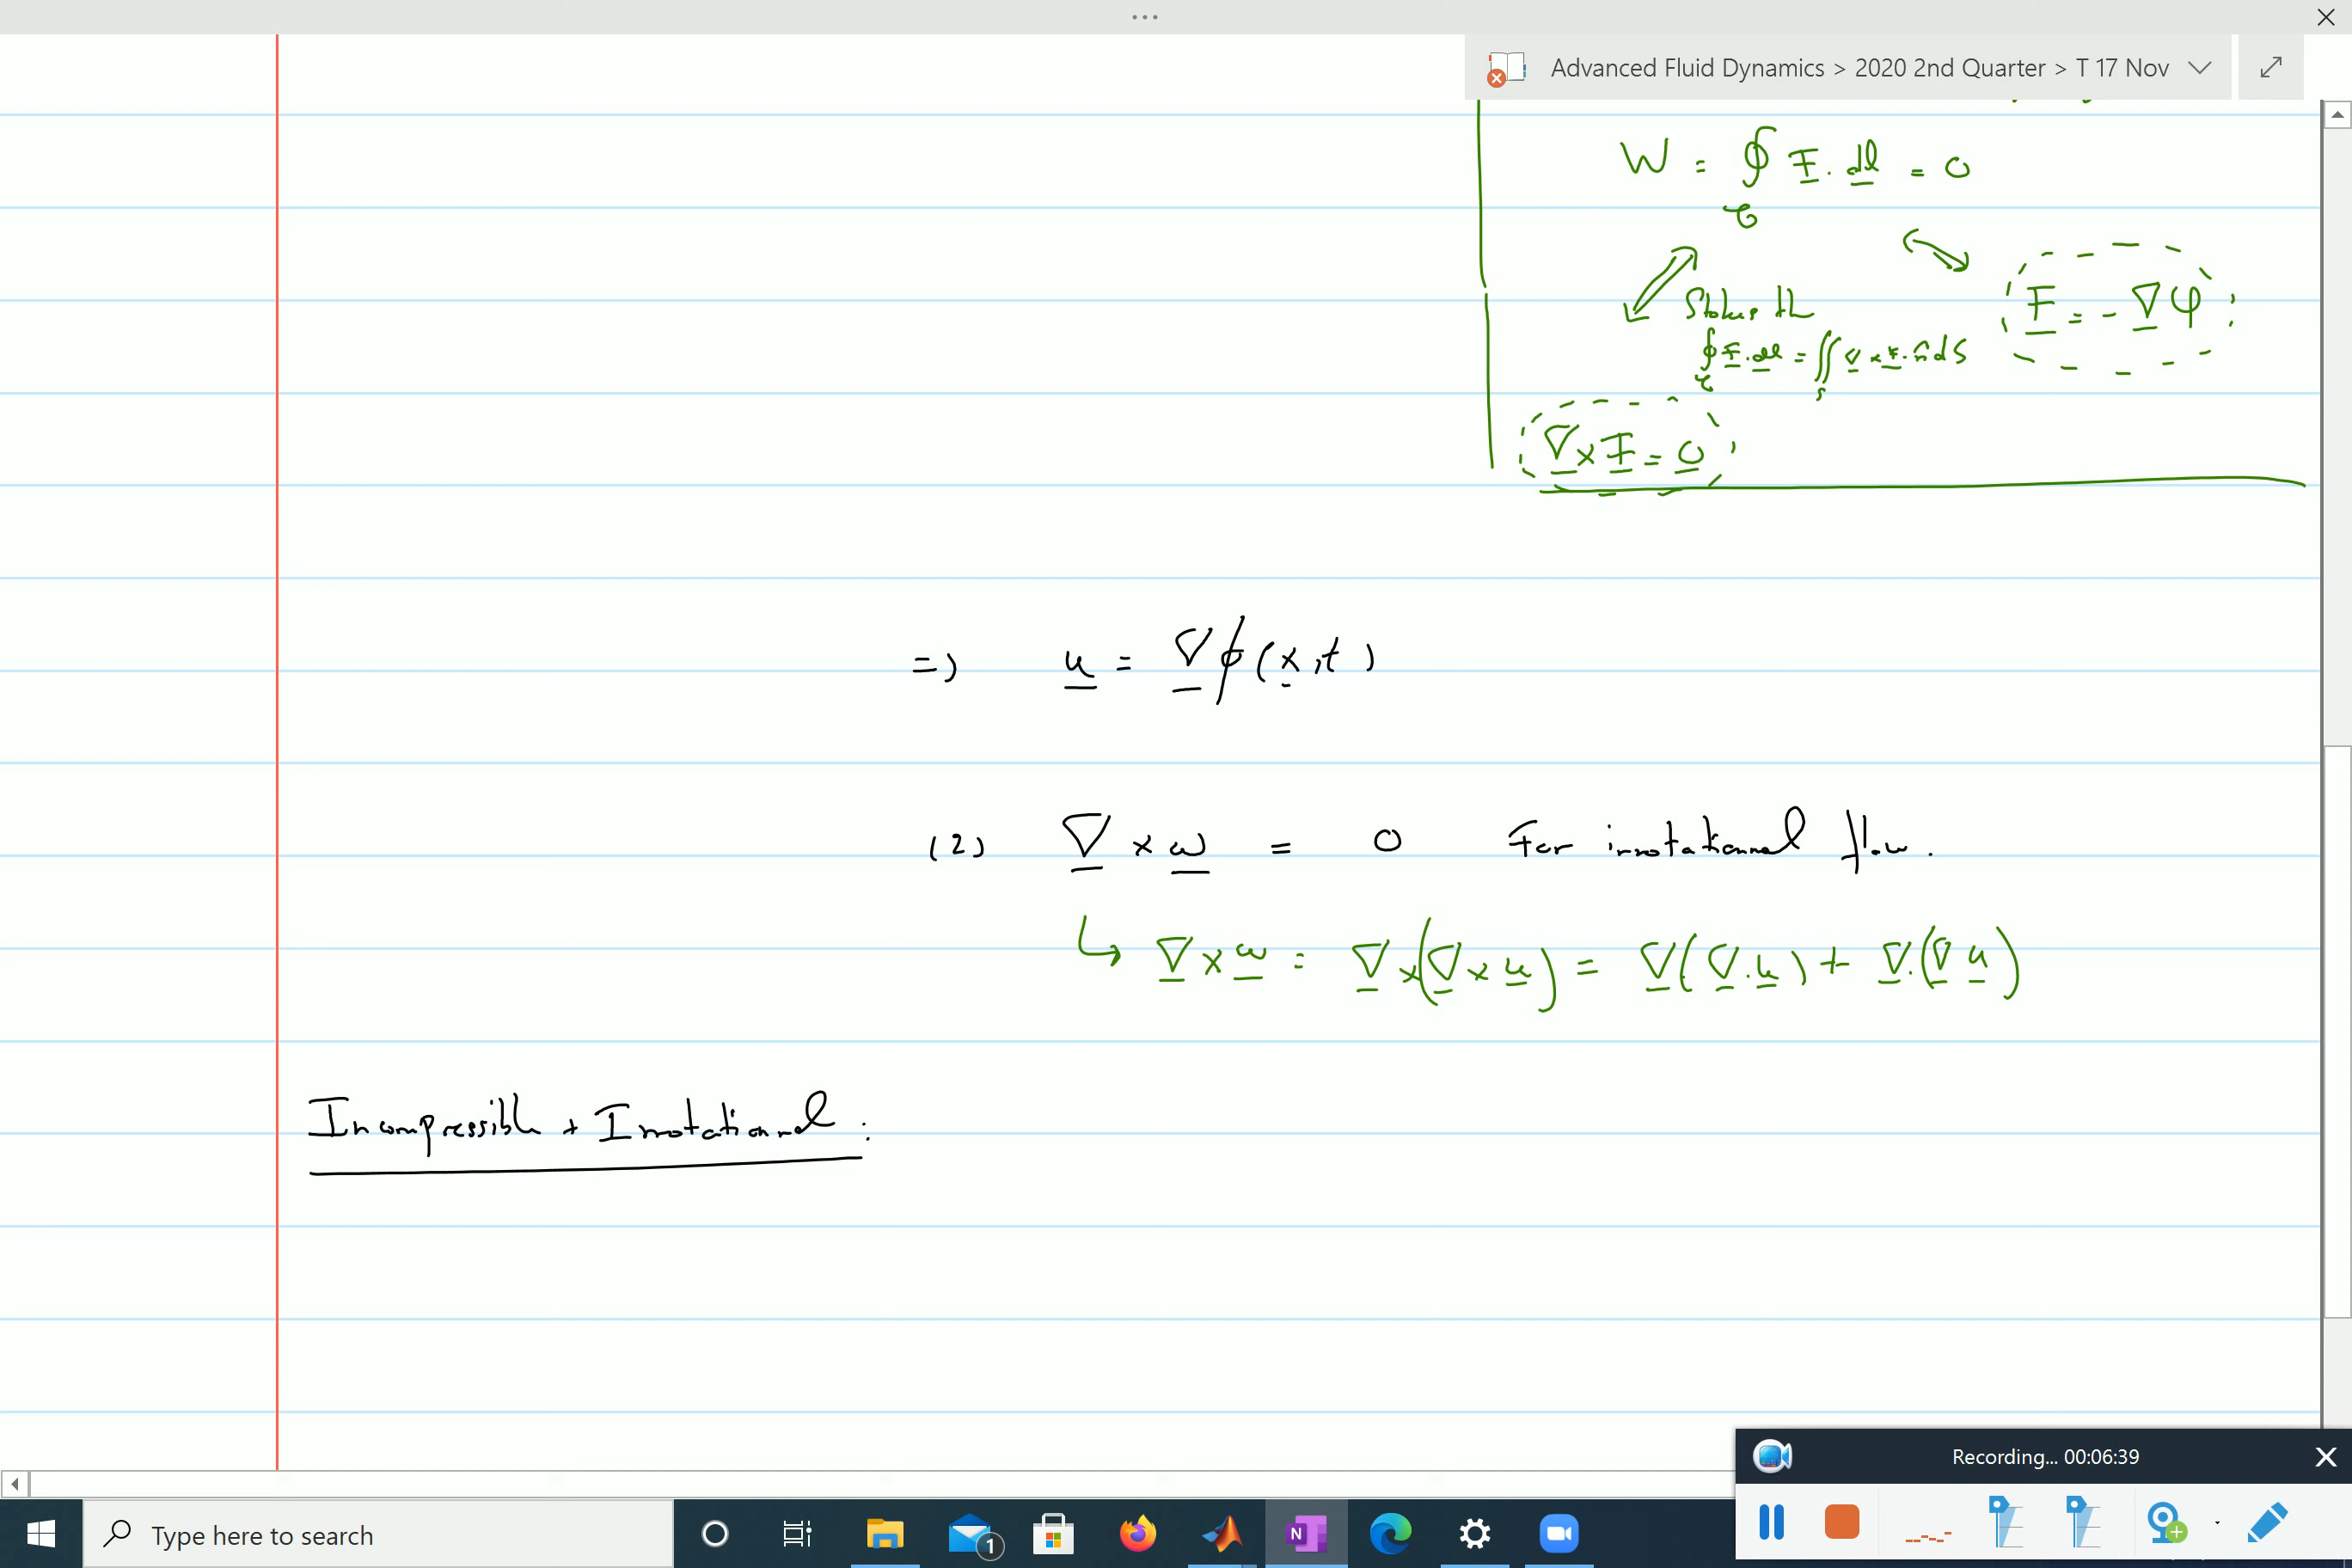 Advanced Fluid Dynamics > 2020 2nd Quarter > T 17 Nov
W = ∮ F . dl = 0
C
Stokes th
F = - ∇φ
∮ F . dl = ∬ ∇ x F . n̂ dS
C S
∇ x F = 0
=> u = ∇ϕ(x,t)
(2) ∇ x ω = 0 For irrotational flow.
↳ ∇ x ω = ∇ x (∇ x u) = ∇(∇ . u) + ∇.(∇ u)
Incompressible + Irrotational :
Recording... 00:06:39
Type here to search
1
N